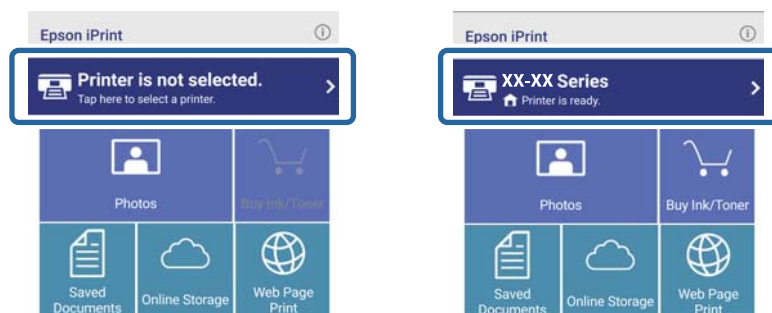 Epson iPrint
Printer is not selected.
Tap here to select a printer.
Photos
Buy Ink/Toner
Saved
Documents
Online Storage
Web Page
Print
Epson iPrint
XX-XX Series
Printer is ready.
Photos
Buy Ink/Toner
Saved
Documents
Online Storage
Web Page
Print